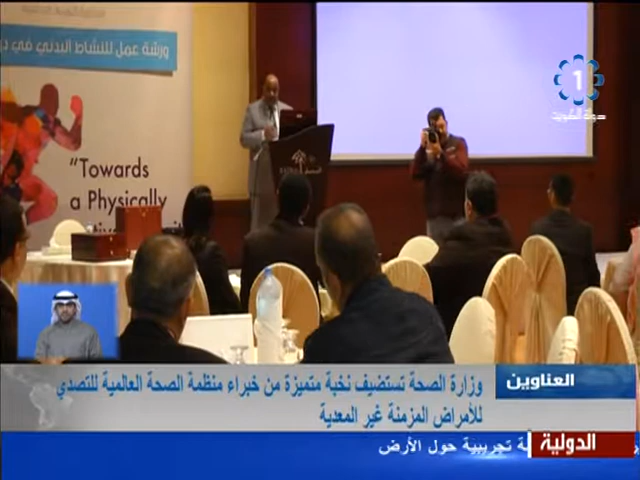 ورشة عمل للنشاط البدني في د
"Towards
a Physically
1
دولة الكويت
العناوين
وزارة الصحة تستضيف نخبة متميزة من خبراء منظمة الصحة العالمية للتصدي
للأمراض المزمنة غير المعدية
الدولية
ة تجريبية حول الأرض